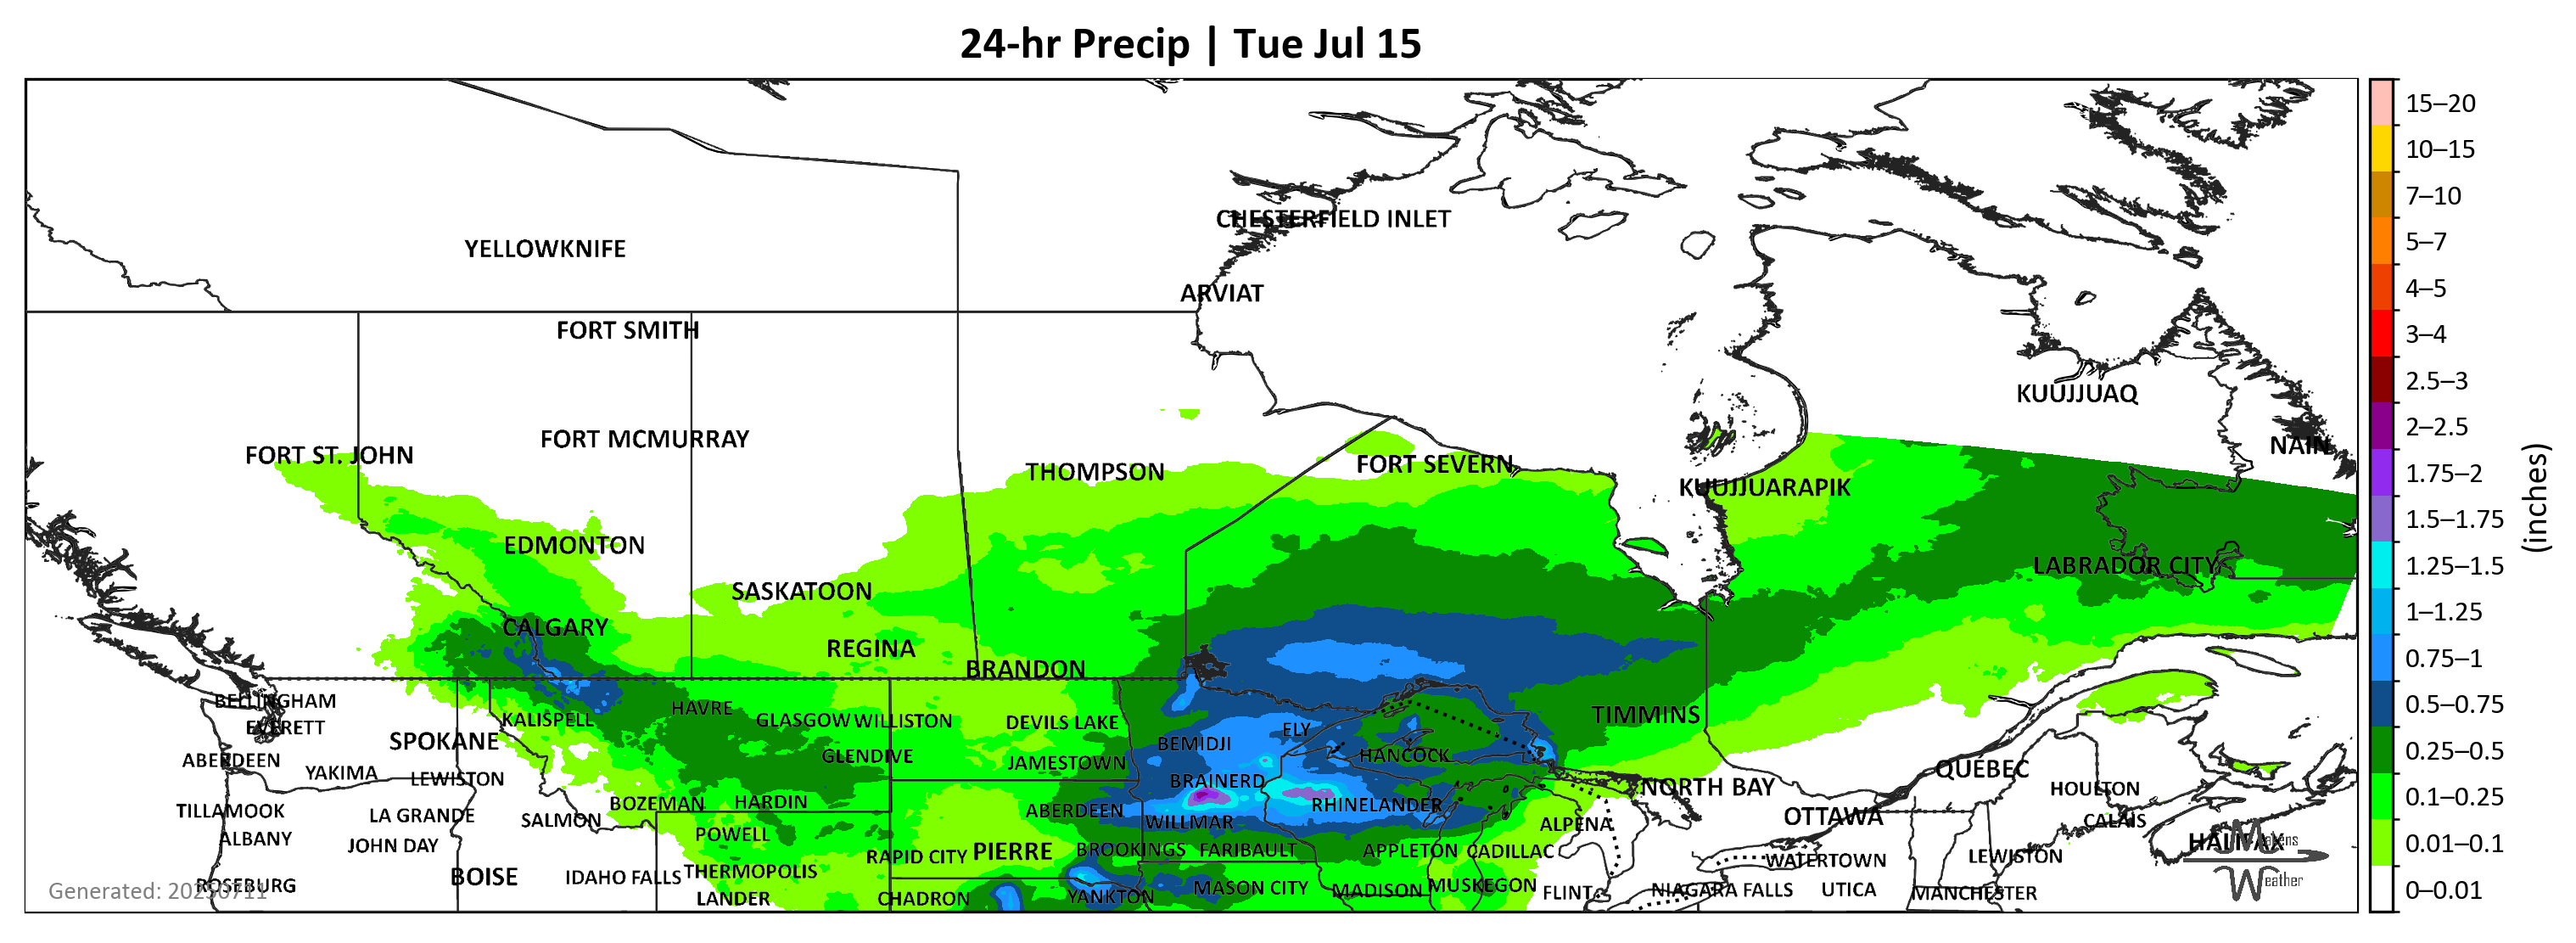 24-hr Precip | Tue Jul 15
CHESTERFIELD INLET
YELLOWKNIFE
ARVIAT
FORT SMITH
KUUJJUAQ
FORT MCMURRAY
NAIN
FORT ST. JOHN
THOMPSON
FORT SEVERN
KUUJJUARAPIK
EDMONTON
LABRADOR CITY
SASKATOON
CALGARY
REGINA
BRANDON
BELLINGHAM
HAVRE
KALISPELL
GLASGOW
WILLISTON
DEVILS LAKE
TIMMINS
EVERETT
ELY
SPOKANE
BEMIDJI
GLENDIVE
HANCOCK
ABERDEEN
JAMESTOWN
QUEBEC
YAKIMA
LEWISTON
BRAINERD
NORTH BAY
HOULTON
BOZEMAN
HARDIN
RHINELANDER
TILLAMOOK
LA GRANDE
SALMON
ABERDEEN
WILLMAR
ALPENA
OTTAWA
CALAIS
ALBANY
JOHN DAY
POWELL
HALIFAX
RAPID CITY
PIERRE
BROOKINGS
FARIBAULT
APPLETON
CADILLAC
WATERTOWN
LEWISTON
BOISE
IDAHO FALLS
THERMOPOLIS
ROSEBURG
MASON CITY
MADISON
MUSKEGON
FLINT
NIAGARA FALLS
UTICA
MANCHESTER
LANDER
CHADRON
YANKTON
Generated: 20250711
Weather
15–20
10–15
7–10
5–7
4–5
3–4
2.5–3
2–2.5
1.75–2
1.5–1.75
1.25–1.5
1–1.25
0.75–1
0.5–0.75
0.25–0.5
0.1–0.25
0.01–0.1
0–0.01
(inches)